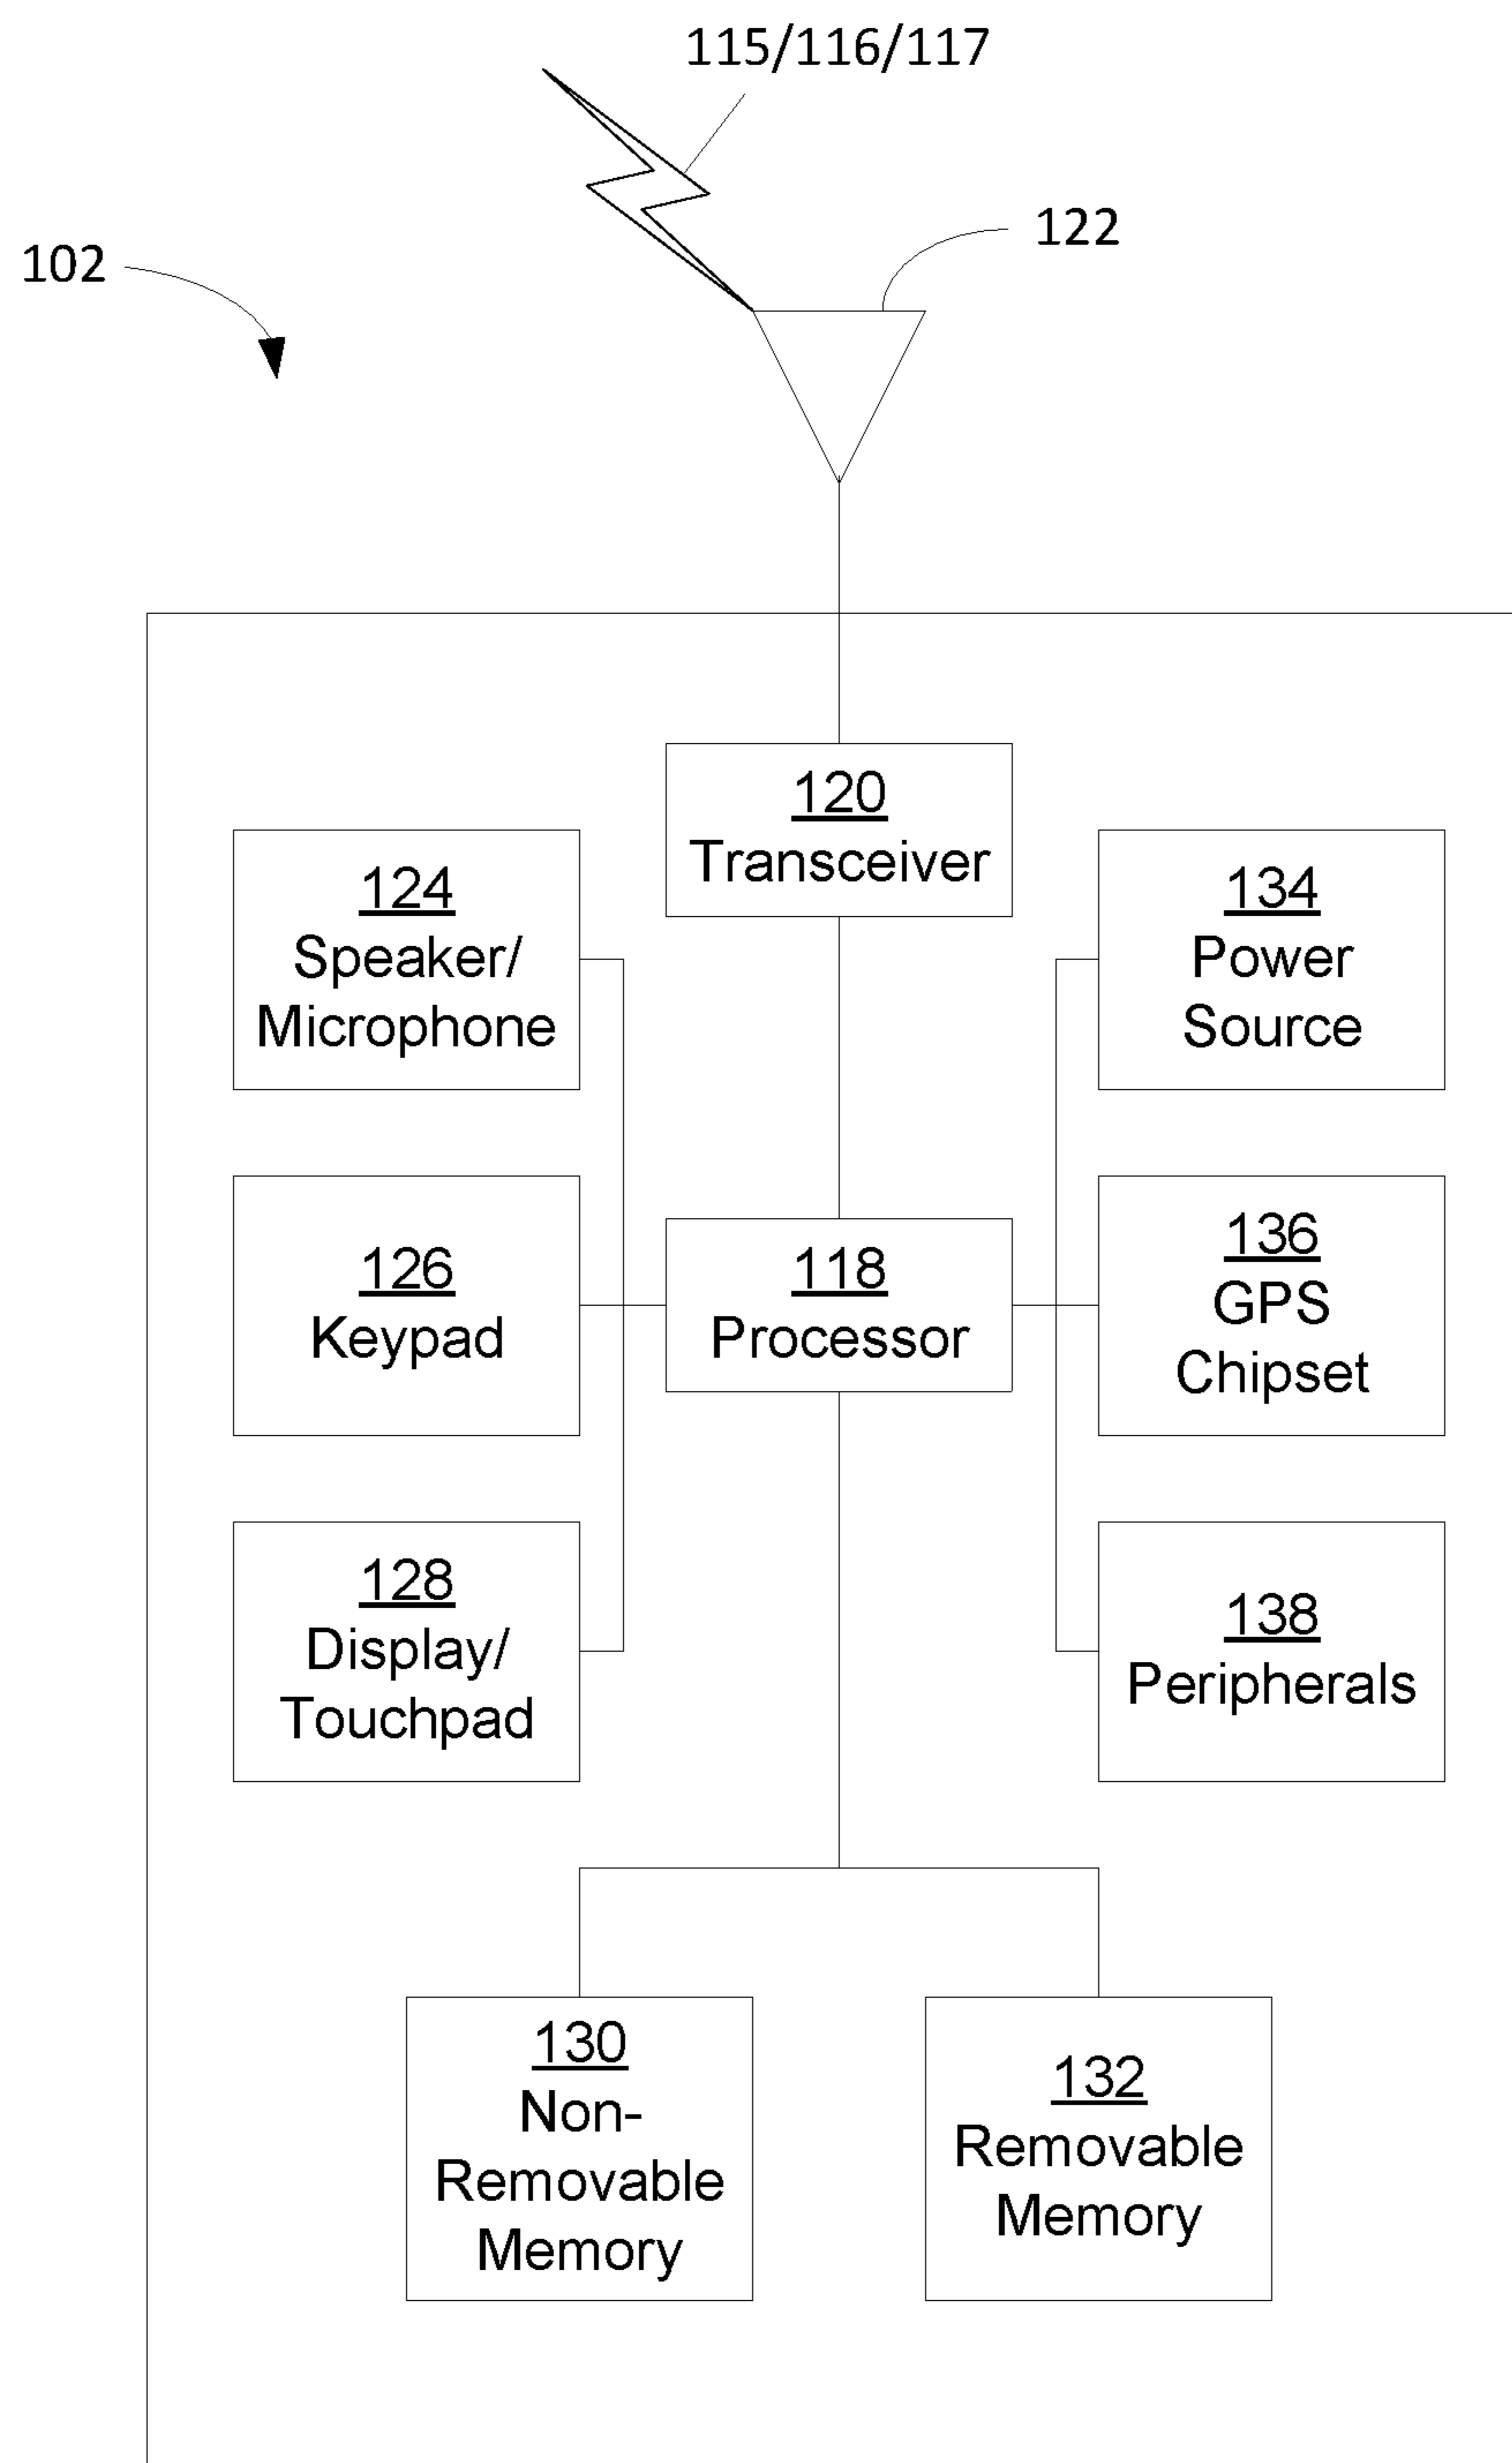 115/116/117
122
102
120
Transceiver
124
Speaker/
Microphone
134
Power
Source
126
Keypad
118
Processor
136
GPS
Chipset
128
Display/
Touchpad
138
Peripherals
130
Non-
Removable
Memory
132
Removable
Memory